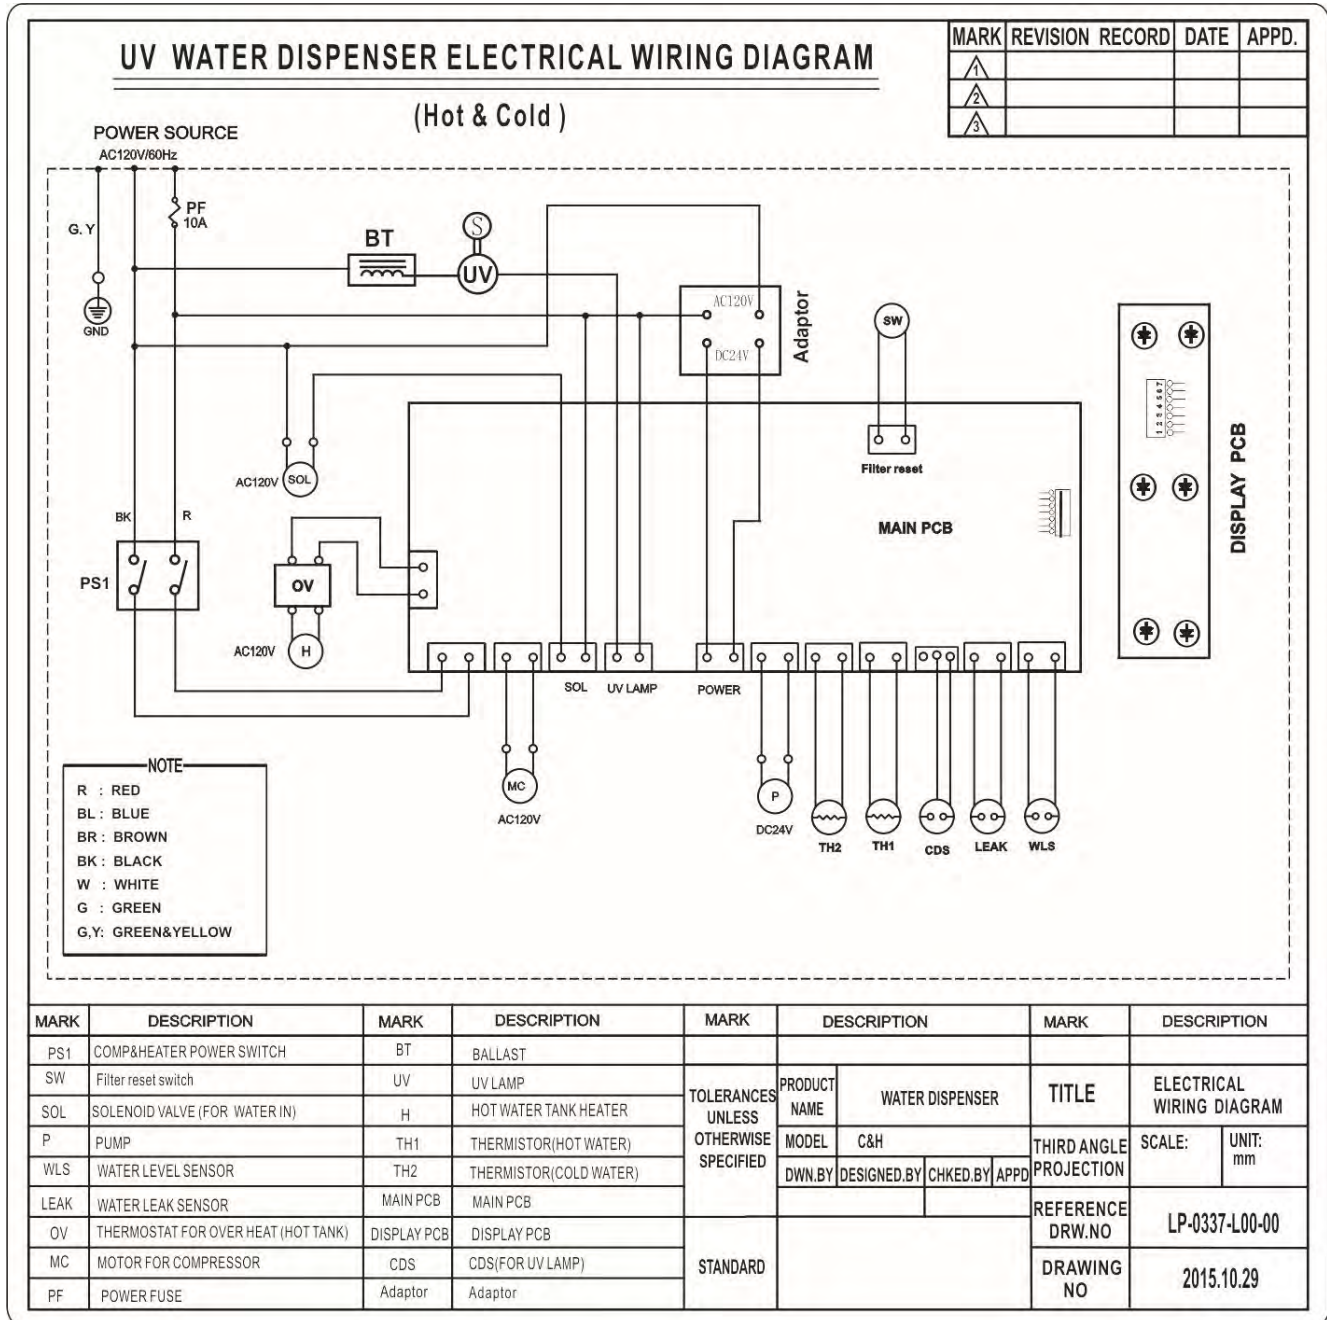 UV WATER DISPENSER ELECTRICAL WIRING DIAGRAM
(Hot & Cold )
MARK REVISION RECORD DATE APPD.
1
2
3
POWER SOURCE
AC120V/60Hz
PF
10A
G. Y
GND
BT
S
UV
AC120V
DC24V
Adaptor
SW
Filter reset
MAIN PCB
1 2 3 4 5 6 7
DISPLAY PCB
AC120V SOL
BK R
PS1
OV
AC120V H
SOL UV LAMP POWER
MC
AC120V
P
DC24V
TH2 TH1 CDS LEAK WLS
NOTE
R : RED
BL : BLUE
BR : BROWN
BK : BLACK
W : WHITE
G : GREEN
G,Y: GREEN&YELLOW
MARK DESCRIPTION MARK DESCRIPTION MARK DESCRIPTION MARK DESCRIPTION
PS1 COMP&HEATER POWER SWITCH BT BALLAST
SW Filter reset switch UV UV LAMP
SOL SOLENOID VALVE (FOR WATER IN) H HOT WATER TANK HEATER
P PUMP TH1 THERMISTOR(HOT WATER)
WLS WATER LEVEL SENSOR TH2 THERMISTOR(COLD WATER)
LEAK WATER LEAK SENSOR MAIN PCB MAIN PCB
OV THERMOSTAT FOR OVER HEAT (HOT TANK) DISPLAY PCB DISPLAY PCB
MC MOTOR FOR COMPRESSOR CDS CDS(FOR UV LAMP)
PF POWER FUSE Adaptor Adaptor
TOLERANCES
UNLESS
OTHERWISE
SPECIFIED
STANDARD
PRODUCT
NAME
WATER DISPENSER
MODEL C&H
DWN.BY DESIGNED.BY CHKED.BY APPD
TITLE
ELECTRICAL
WIRING DIAGRAM
THIRD ANGLE
PROJECTION
SCALE:
UNIT:
mm
REFERENCE
DRW.NO
LP-0337-L00-00
DRAWING
NO
2015.10.29